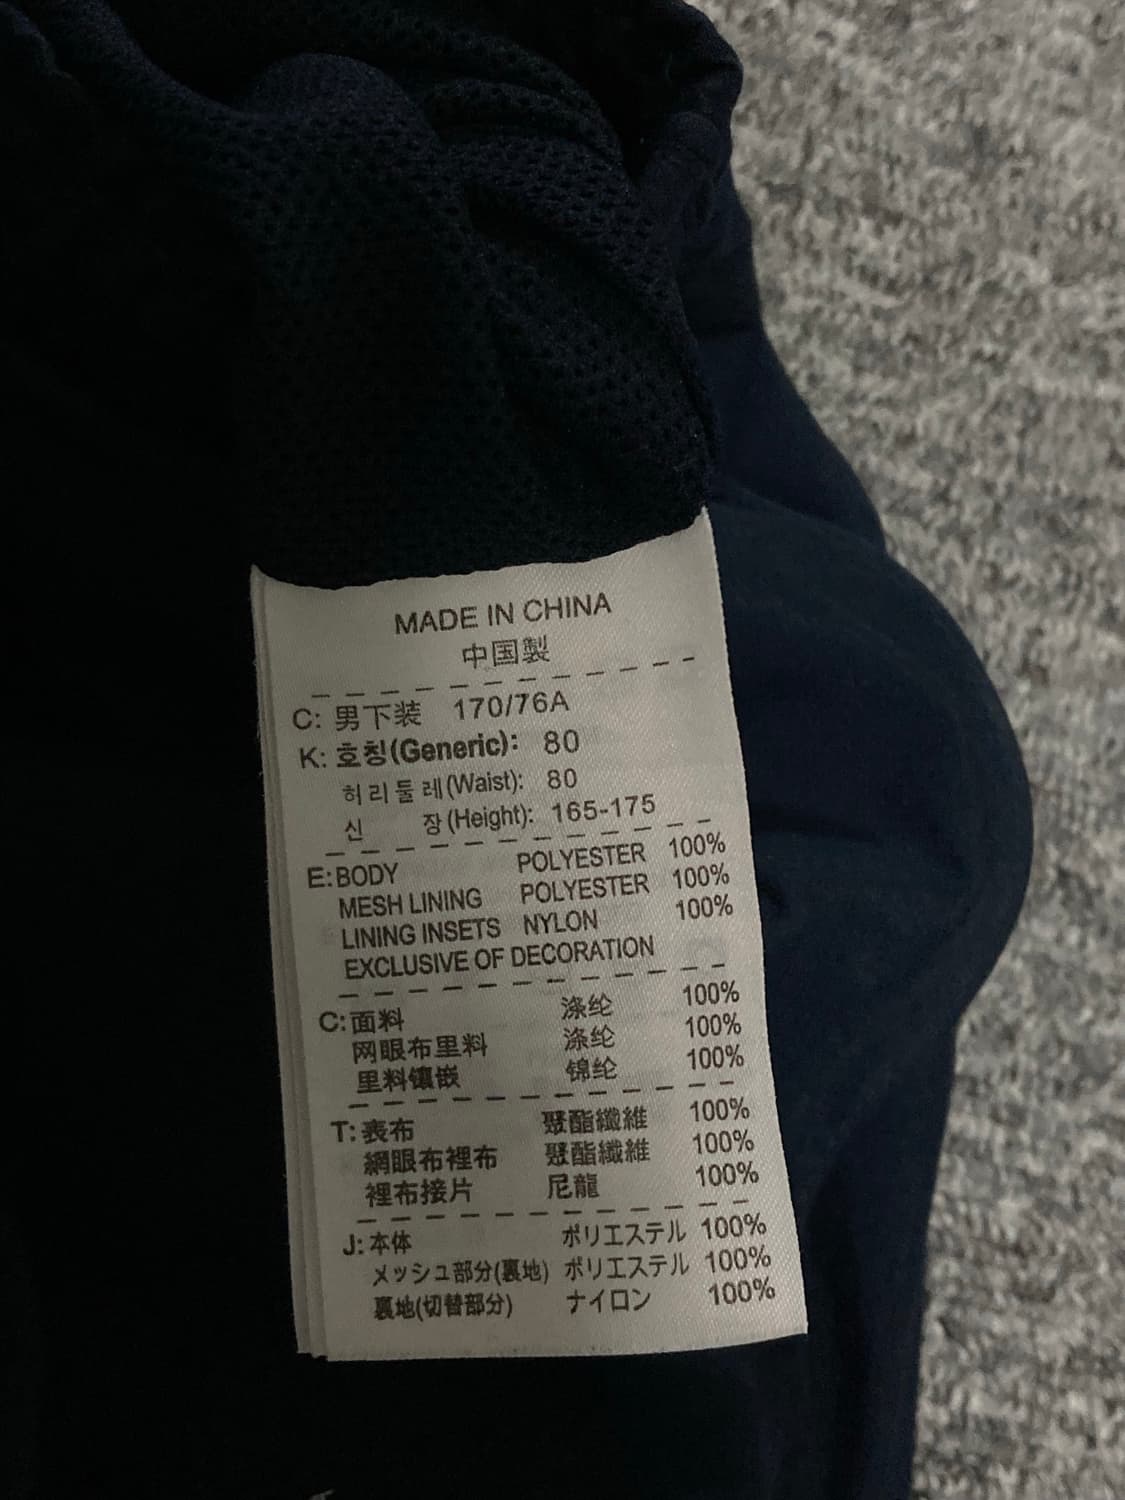 MADE IN CHINA
中国製
C: 男下装 170/76A
K: 호칭(Generic): 80
허리둘레(Waist): 80
신 장(Height): 165-175
E: BODY POLYESTER 100%
MESH LINING POLYESTER 100%
LINING INSETS NYLON 100%
EXCLUSIVE OF DECORATION
C: 面料 涤纶 100%
网眼布里料 涤纶 100%
里料镶嵌 锦纶 100%
T: 表布 聚酯纖維 100%
網眼布裡布 聚酯纖維 100%
裡布接片 尼龍 100%
J: 本体 ポリエステル 100%
メッシュ部分(裏地) ポリエステル 100%
裏地(切替部分) ナイロン 100%